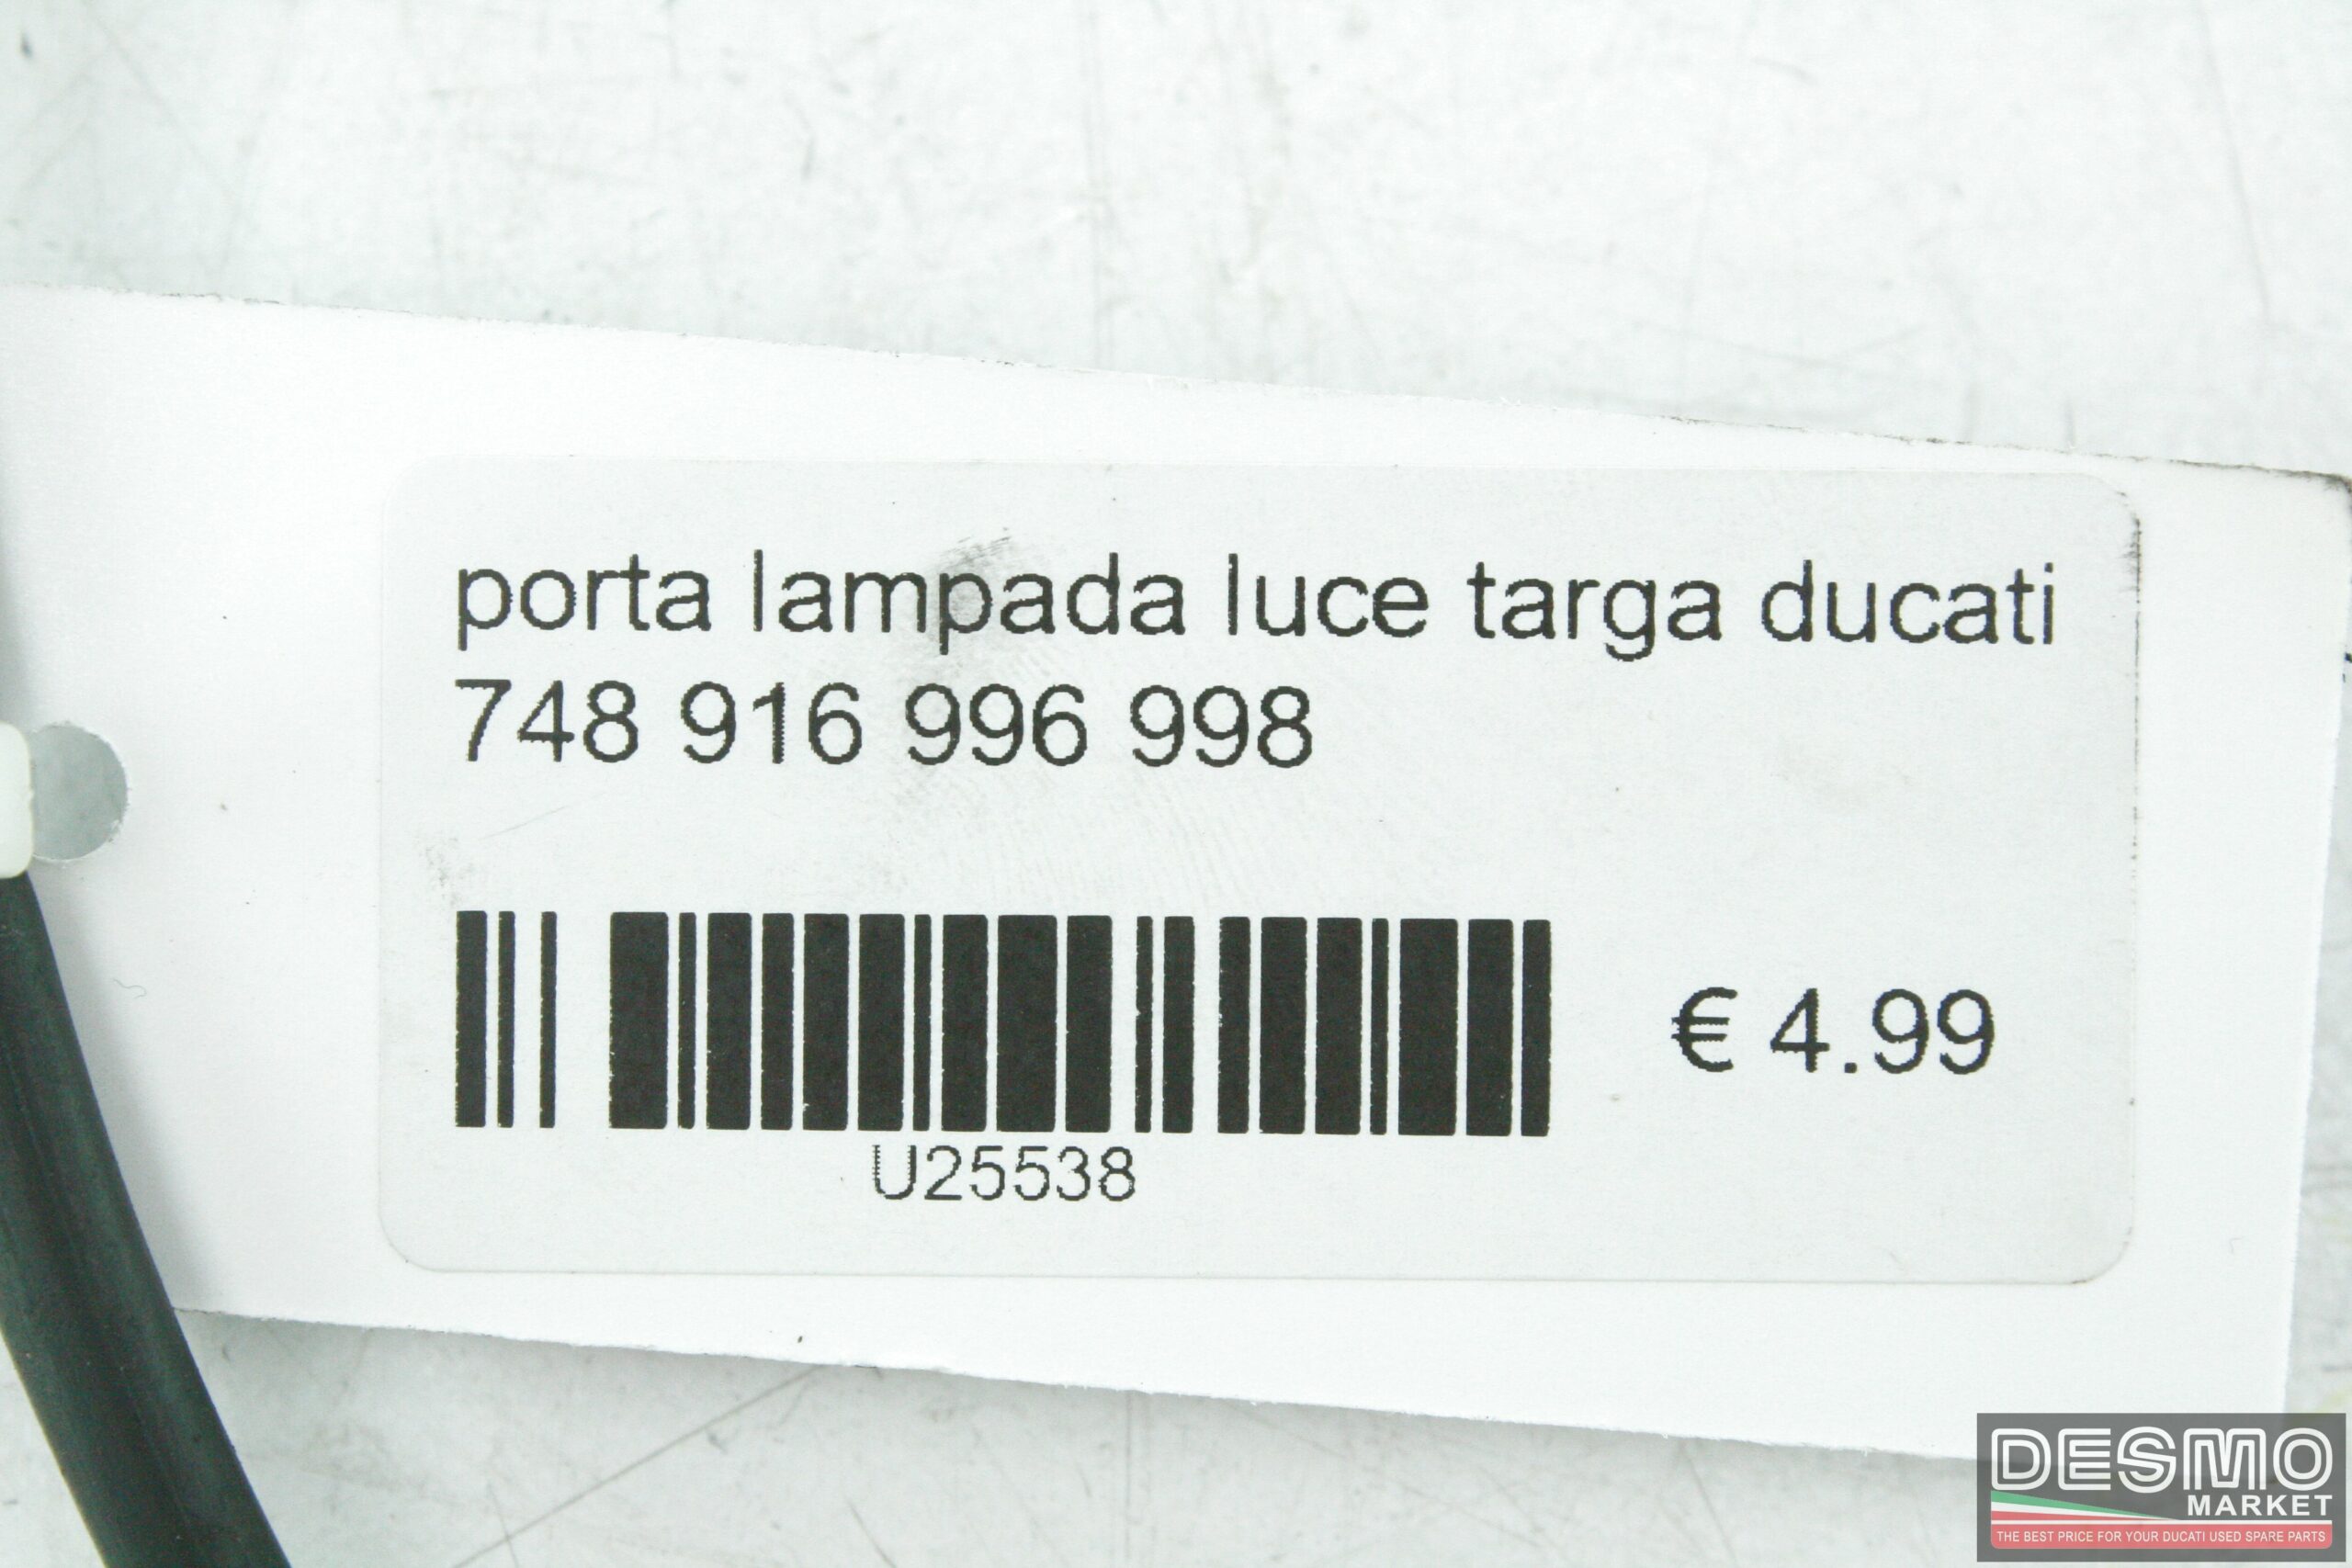 porta lampada luce targa ducati
748 916 996 998
€ 4.99
U25538
DESMO
MARKET
THE BEST PRICE FOR YOUR DUCATI USED SPARE PARTS